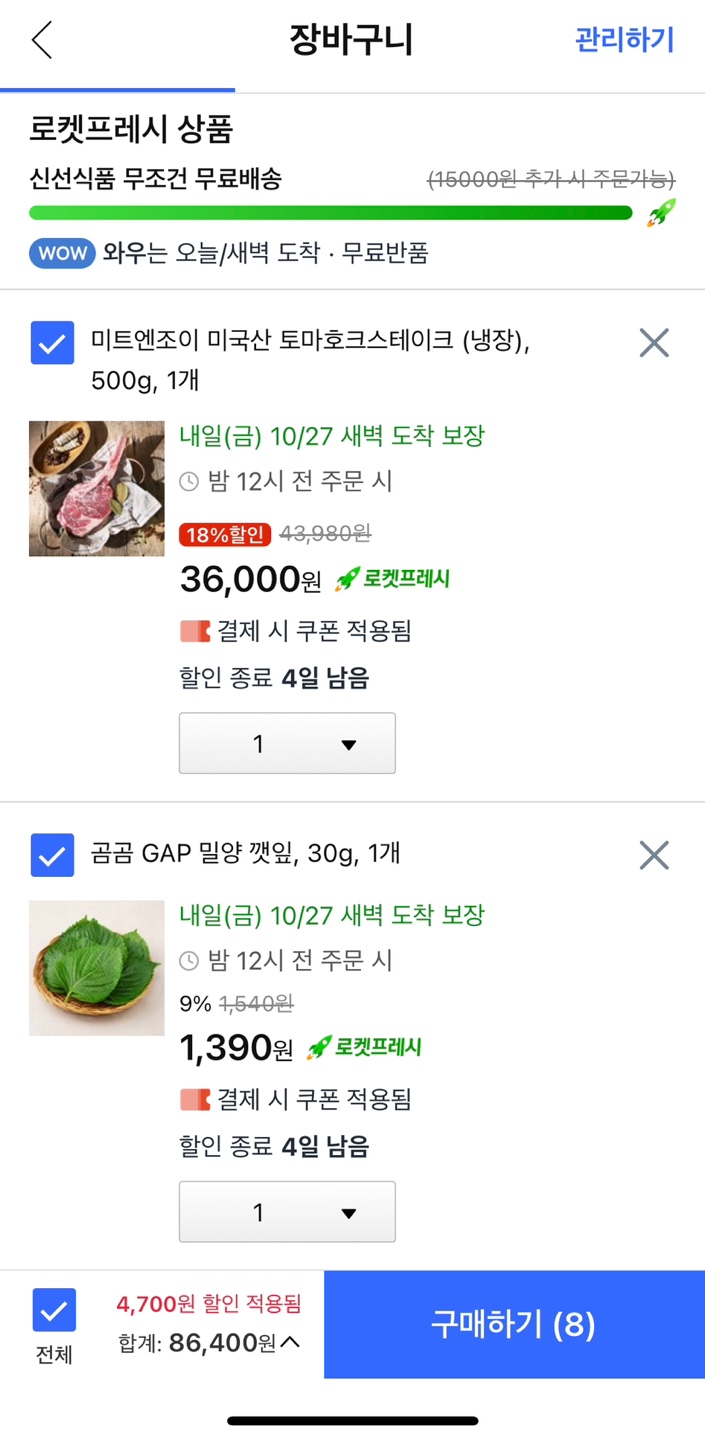 장바구니 관리하기
로켓프레시 상품
신선식품 무조건 무료배송 (15000원 추가 시 주문가능)
WOW 와우는 오늘/새벽 도착 · 무료반품
미트엔조이 미국산 토마호크스테이크 (냉장),
500g, 1개
내일(금) 10/27 새벽 도착 보장
밤 12시 전 주문 시
18%할인 43,980원
36,000원 로켓프레시
결제 시 쿠폰 적용됨
할인 종료 4일 남음
1
곰곰 GAP 밀양 깻잎, 30g, 1개
내일(금) 10/27 새벽 도착 보장
밤 12시 전 주문 시
9% 1,540원
1,390원 로켓프레시
결제 시 쿠폰 적용됨
할인 종료 4일 남음
1
4,700원 할인 적용됨
합계: 86,400원
전체
구매하기 (8)